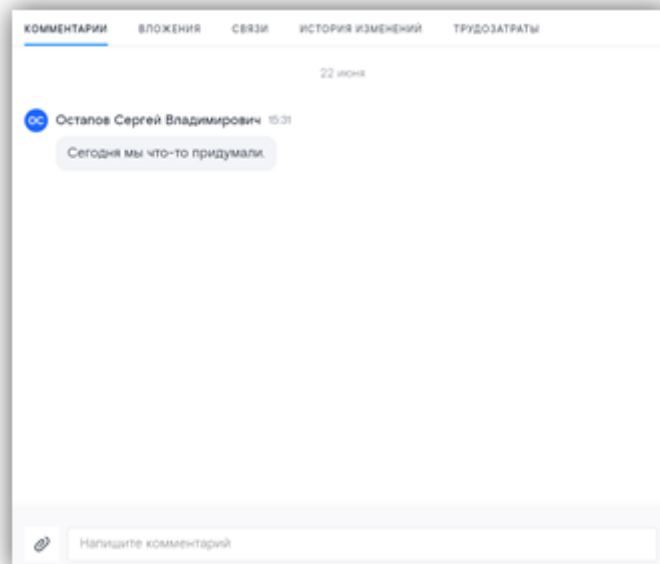 КОММЕНТАРИИ ВЛОЖЕНИЯ СВЯЗИ ИСТОРИЯ ИЗМЕНЕНИЙ ТРУДОЗАТРАТЫ
22 июня
ОС Остапов Сергей Владимирович 15:31
Сегодня мы что-то придумали.
Напишите комментарий